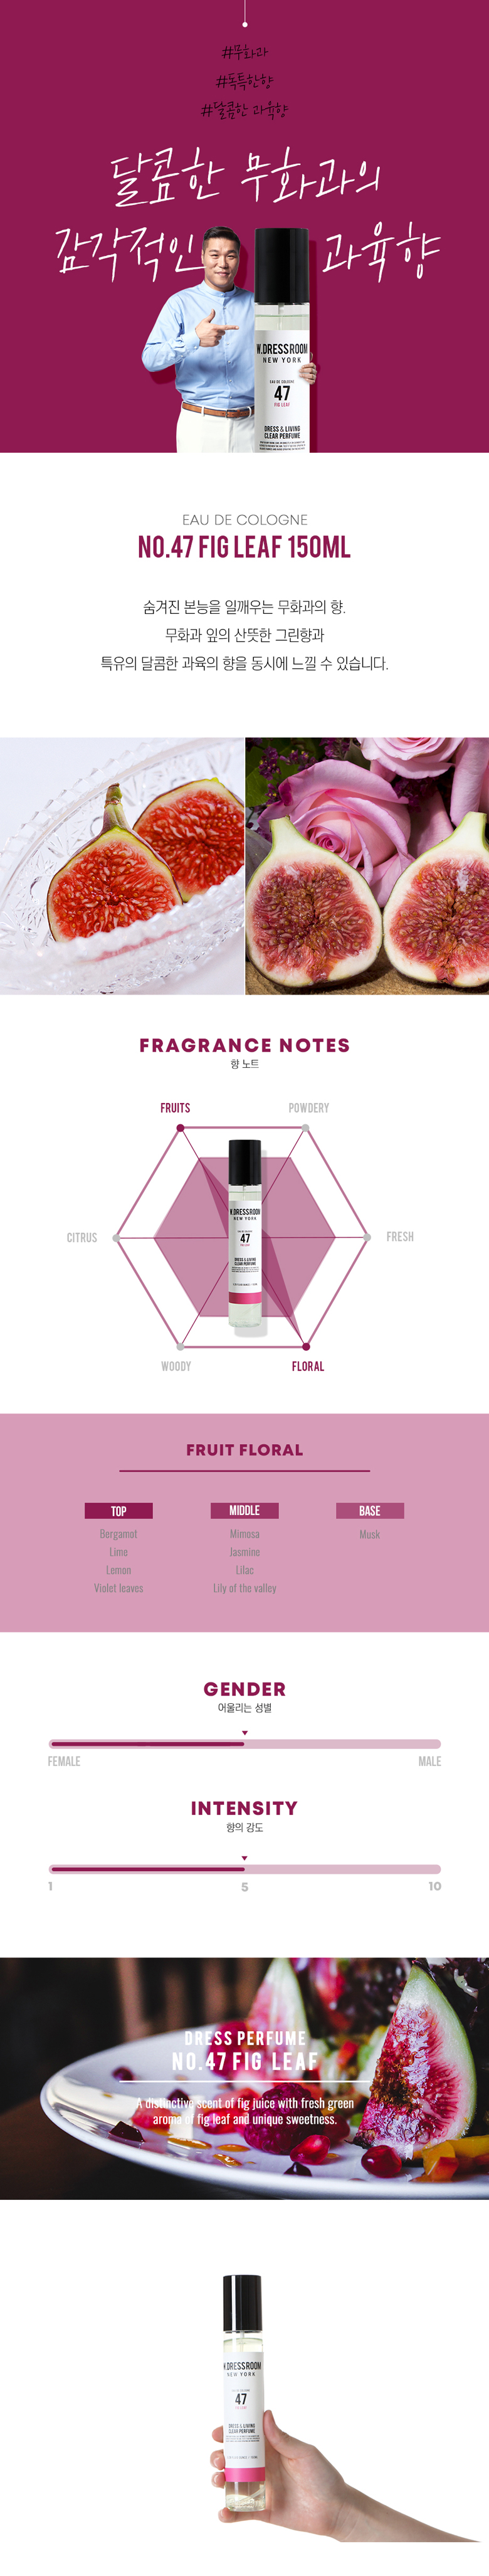 #무화과
#독특한향
#달콤한 과육향
달콤한 무화과의
감각적인 과육향
W.DRESSROOM
NEW YORK
EAU DE COLOGNE
47
FIG LEAF
DRESS & LIVING
CLEAR PERFUME
EAU DE COLOGNE
NO.47 FIG LEAF 150ML
숨겨진 본능을 일깨우는 무화과의 향.
무화과 잎의 산뜻한 그린향과
특유의 달콤한 과육의 향을 동시에 느낄 수 있습니다.
FRAGRANCE NOTES
향 노트
FRUITS
POWDERY
W.DRESSROOM
NEW YORK
47
DRESS & LIVING
CLEAR PERFUME
CITRUS
FRESH
WOODY
FLORAL
FRUIT FLORAL
TOP
MIDDLE
BASE
Bergamot
Mimosa
Musk
Lime
Jasmine
Lemon
Lilac
Violet leaves
Lily of the valley
GENDER
어울리는 성별
FEMALE
MALE
INTENSITY
향의 강도
1
5
10
DRESS PERFUME
NO.47 FIG LEAF
A distinctive scent of fig juice with fresh green
aroma of fig leaf and unique sweetness.
W.DRESSROOM
NEW YORK
47
DRESS & LIVING
CLEAR PERFUME